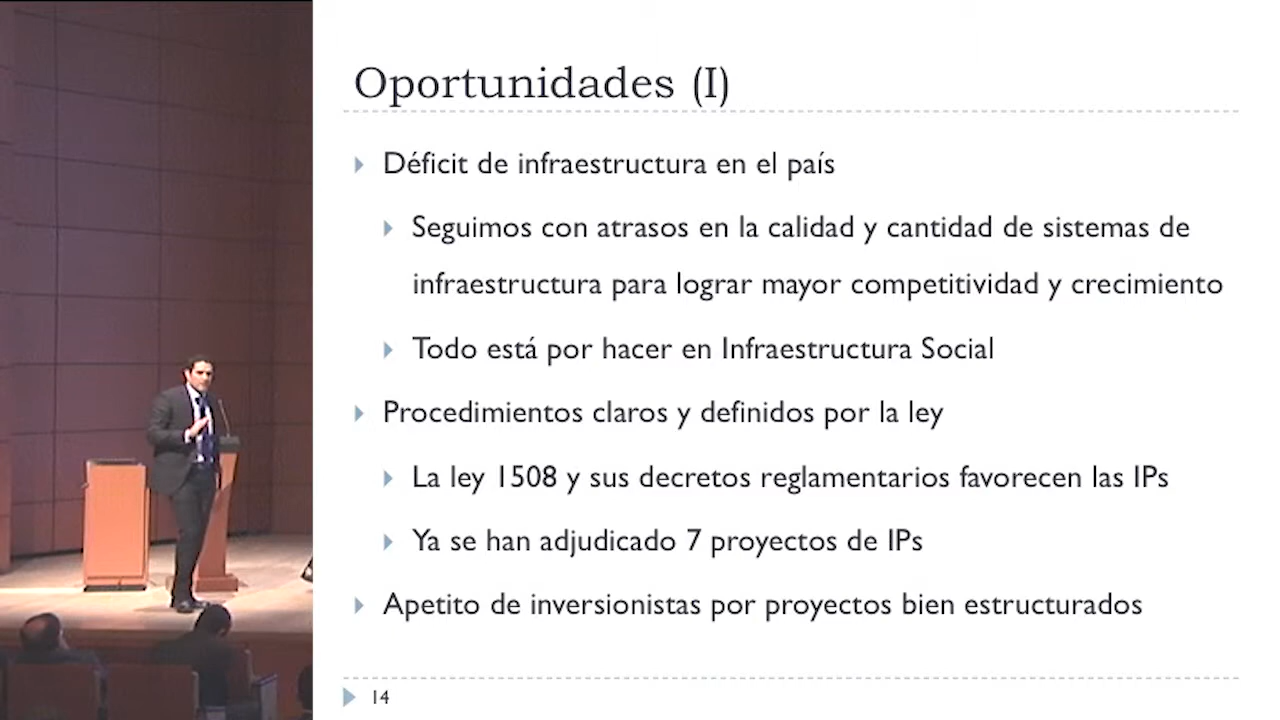 Oportunidades (I)
Déficit de infraestructura en el país
Seguimos con atrasos en la calidad y cantidad de sistemas de
infraestructura para lograr mayor competitividad y crecimiento
Todo está por hacer en Infraestructura Social
Procedimientos claros y definidos por la ley
La ley 1508 y sus decretos reglamentarios favorecen las IPs
Ya se han adjudicado 7 proyectos de IPs
Apetito de inversionistas por proyectos bien estructurados
14